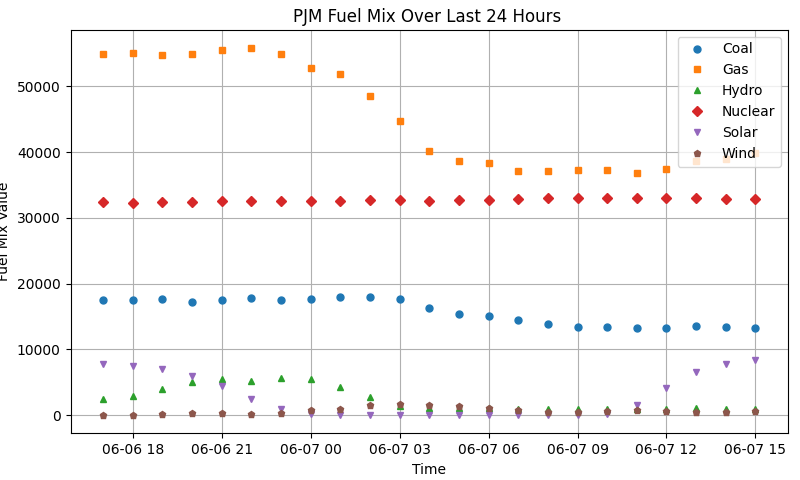 PJM Fuel Mix Over Last 24 Hours
Fuel Mix Value
50000
40000
30000
20000
10000
0
Coal
Gas
Hydro
Nuclear
Solar
Wind
06-06 18 06-06 21 06-07 00 06-07 03 06-07 06 06-07 09 06-07 12 06-07 15
Time